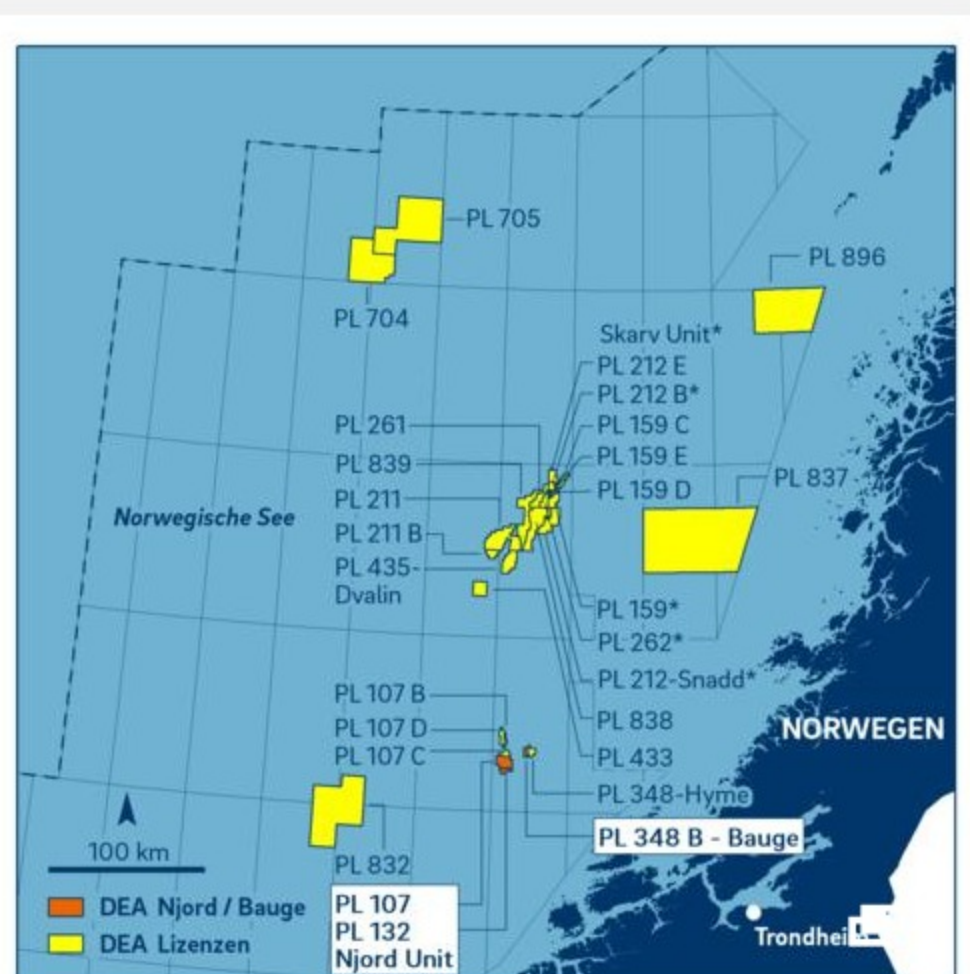 PL 705
PL 896
PL 704
Skarv Unit*
PL 212 E
PL 212 B*
PL 261
PL 159 C
PL 839
PL 159 E
PL 837
PL 159 D
PL 211
Norwegische See
PL 211 B
PL 435-
Dvalin
PL 159*
PL 262*
PL 212-Snadd*
PL 107 B
PL 838
PL 107 D
NORWEGEN
PL 107 C
PL 433
PL 348-Hyme
PL 348 B - Bauge
100 km
PL 832
DEA Njord / Bauge
PL 107
PL 132
Njord Unit
DEA Lizenzen